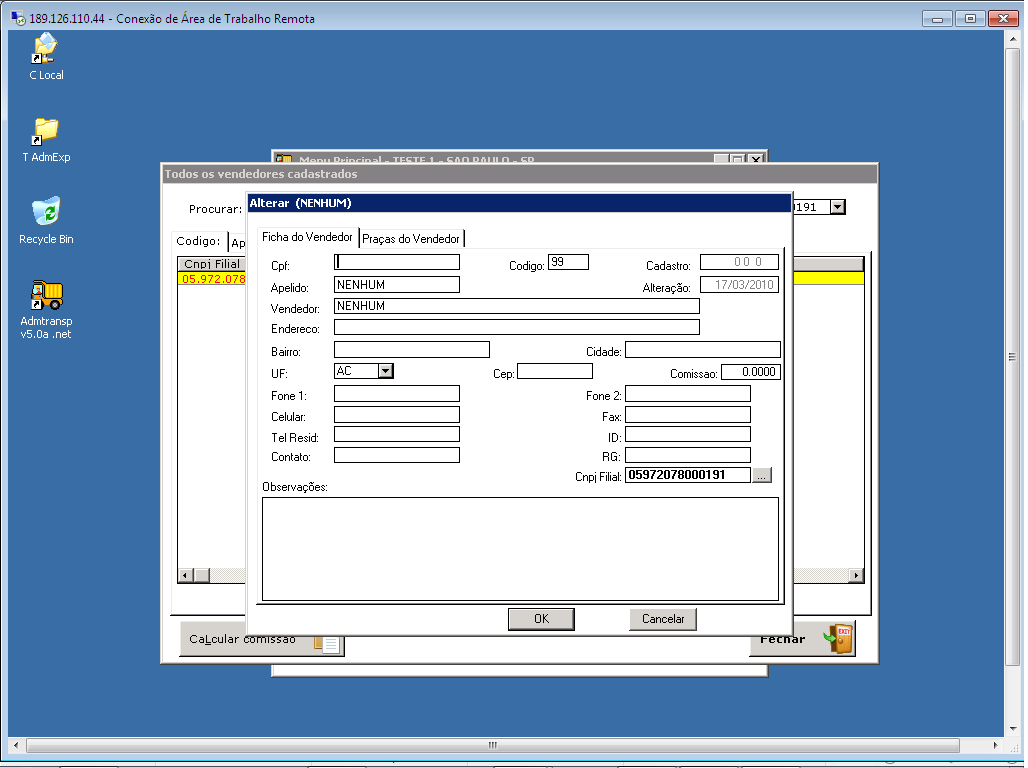 189.126.110.44 - Conexão de Área de Trabalho Remota
C Local
T AdmExp
Recycle Bin
Admtransp
v5.0a .net
Menu Principal - TESTE 1 - SAO PAULO - SP
Todos os vendedores cadastrados
Procurar:
0191
Codigo:
Ap
Cnpj Filial
05.972.078
Alterar (NENHUM)
Ficha do Vendedor
Praças do Vendedor
Cpf:
Codigo: 99
Cadastro: 0 0 0
Apelido: NENHUM
Alteração: 17/03/2010
Vendedor: NENHUM
Endereco:
Bairro:
Cidade:
UF: AC
Cep:
Comissao: 0.0000
Fone 1:
Fone 2:
Celular:
Fax:
Tel Resid:
ID:
Contato:
RG:
Cnpj Filial: 05972078000191 ...
Observações:
OK
Cancelar
CaLcular comissao
Fechar
EXIT